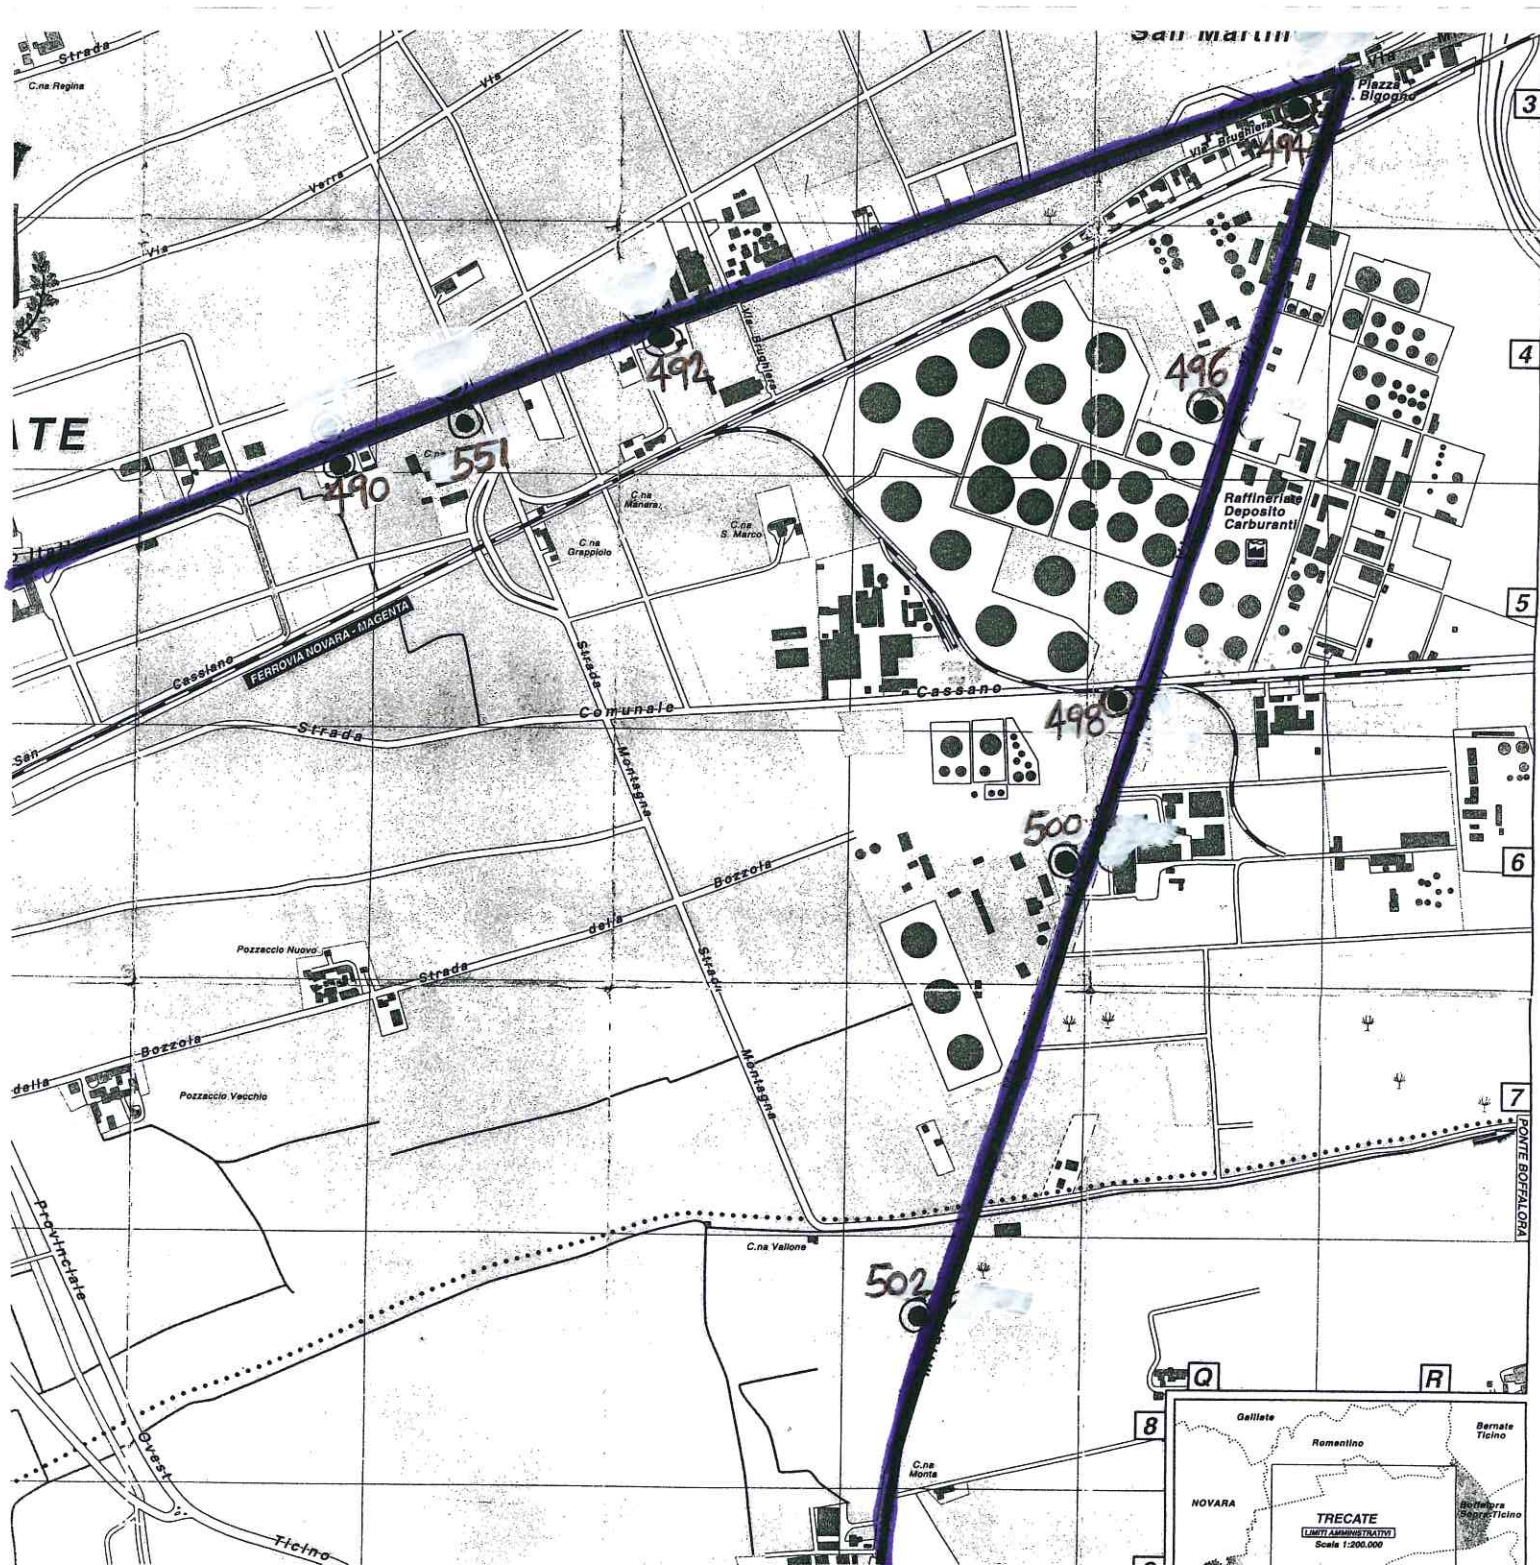 San Martin
Strada
C.na Regina
Via
Piazza
Bigogno
3
Via
Via Brughiere
494
Verra
Via
4
492
Via Brughiere
496
ATE
551
490
Raffineria e
Deposito
Carburanti
C.na
Manara
C.na
S. Marco
C.na
Grappiolo
5
FERROVIA NOVARA - MAGENTA
Cassiano
San
Strada
Comunale
Cassano
Strada
498
Montagna
500
6
Bozzola
della
Strada
Pozzaccio Nuovo
Strada
Bozzola
della
Pozzaccio Vecchio
Montagna
7
PONTE BOFFALORA
Provinciale
C.na Vallone
502
Q
R
8
Ovest
Ticino
C.na
Monta
Galliate
Romentino
Bernate
Ticino
NOVARA
TRECATE
LIMITI AMMINISTRATIVI
Scala 1:200.000
Boffalora
Sopra Ticino